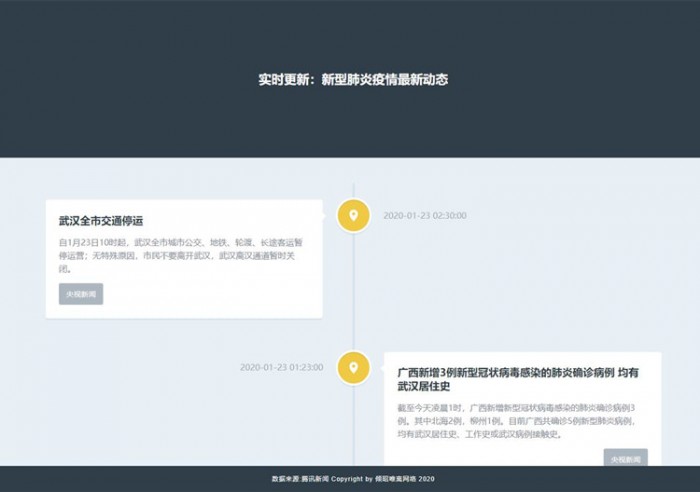 实时更新：新型肺炎疫情最新动态
武汉全市交通停运
2020-01-23 02:30:00
自1月23日10时起，武汉全市城市公交、地铁、轮渡、长途客运暂
停运营；无特殊原因，市民不要离开武汉，武汉离汉通道暂时关
闭。
央视新闻
2020-01-23 01:23:00
广西新增3例新型冠状病毒感染的肺炎确诊病例 均有
武汉居住史
截至今天凌晨1时，广西新增新型冠状病毒感染的肺炎确诊病例3
例。其中北海2例，柳州1例。目前广西共确诊5例新型肺炎病例，
均有武汉居住史、工作史或武汉病例接触史。
央视新闻
数据来源:腾讯新闻 Copyright by 网络 2020